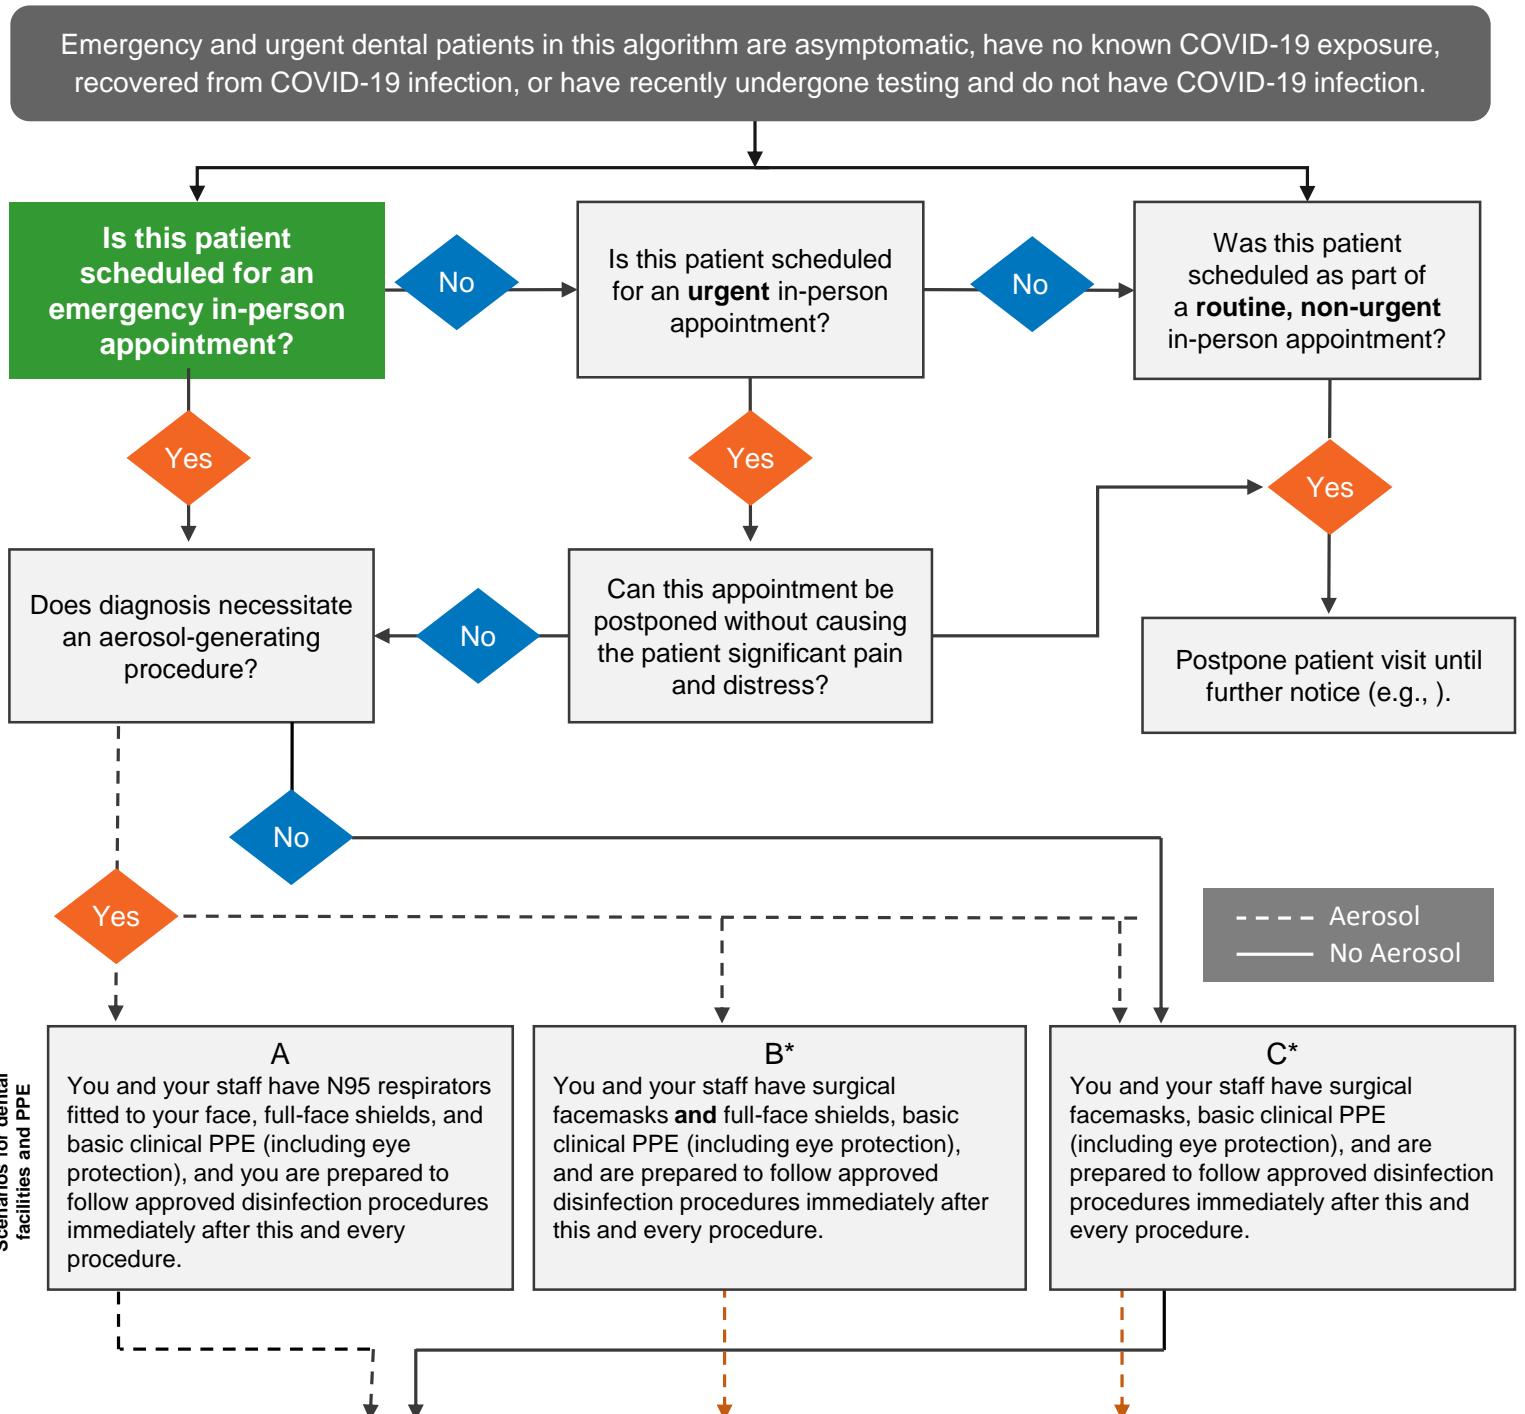 Emergency and urgent dental patients in this algorithm are asymptomatic, have no known COVID-19 exposure,
recovered from COVID-19 infection, or have recently undergone testing and do not have COVID-19 infection.
Is this patient
scheduled for an
emergency in-person
appointment?
No
Is this patient scheduled
for an urgent in-person
appointment?
No
Was this patient
scheduled as part of
a routine, non-urgent
in-person appointment?
Yes
Yes
Yes
Does diagnosis necessitate
an aerosol-generating
procedure?
No
Can this appointment be
postponed without causing
the patient significant pain
and distress?
Postpone patient visit until
further notice (e.g., ).
No
Yes
Aerosol
No Aerosol
Scenarios for dental
facilities and PPE
A
You and your staff have N95 respirators
fitted to your face, full-face shields, and
basic clinical PPE (including eye
protection), and you are prepared to
follow approved disinfection procedures
immediately after this and every
procedure.
B*
You and your staff have surgical
facemasks and full-face shields, basic
clinical PPE (including eye protection),
and are prepared to follow approved
disinfection procedures immediately after
this and every procedure.
C*
You and your staff have surgical
facemasks, basic clinical PPE
(including eye protection), and are
prepared to follow approved disinfection
procedures immediately after this and
every procedure.